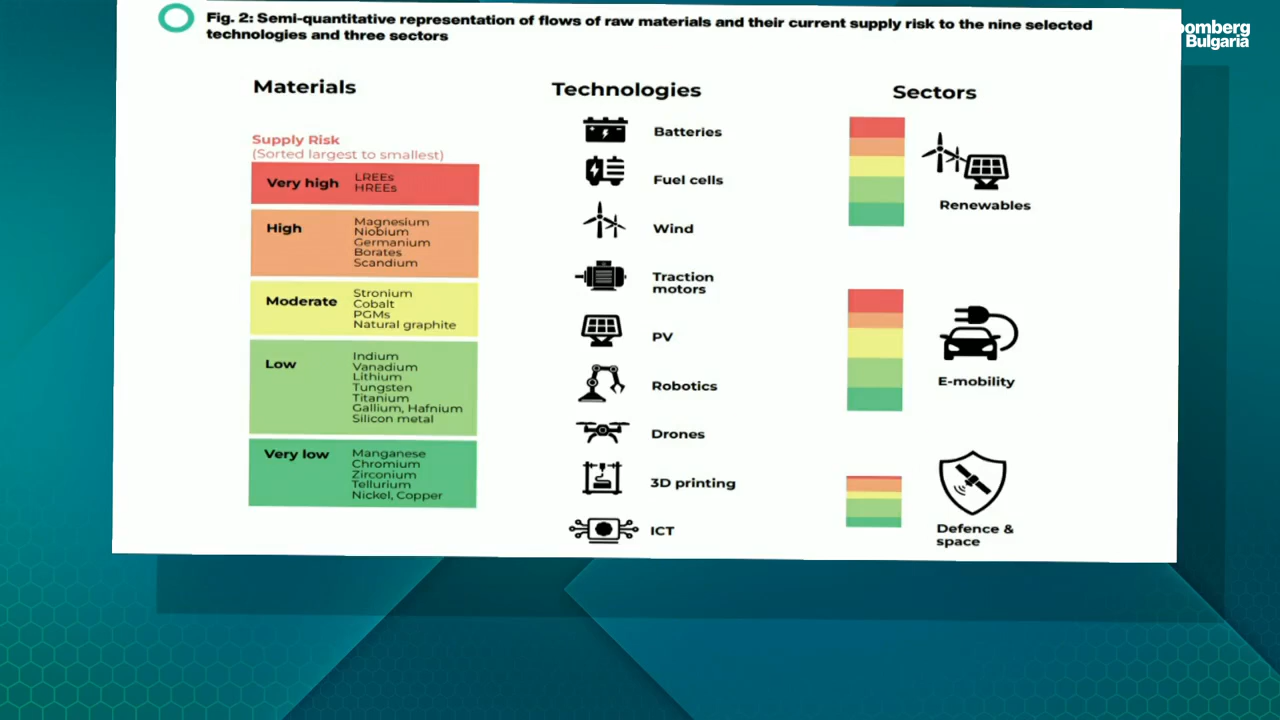 Fig. 2: Semi-quantitative representation of flows of raw materials and their current supply risk to the nine selected
technologies and three sectors
Bulgaria
Materials
Technologies
Sectors
Supply Risk
(Sorted largest to smallest)
Very high
LREEs
HREEs
High
Magnesium
Niobium
Germanium
Borates
Scandium
Moderate
Stronium
Cobalt
PGMs
Natural graphite
Low
Indium
Vanadium
Lithium
Tungsten
Titanium
Gallium, Hafnium
Silicon metal
Very low
Manganese
Chromium
Zirconium
Tellurium
Nickel, Copper
Batteries
Fuel cells
Wind
Traction
motors
PV
Robotics
Drones
3D printing
ICT
Renewables
E-mobility
Defence &
space